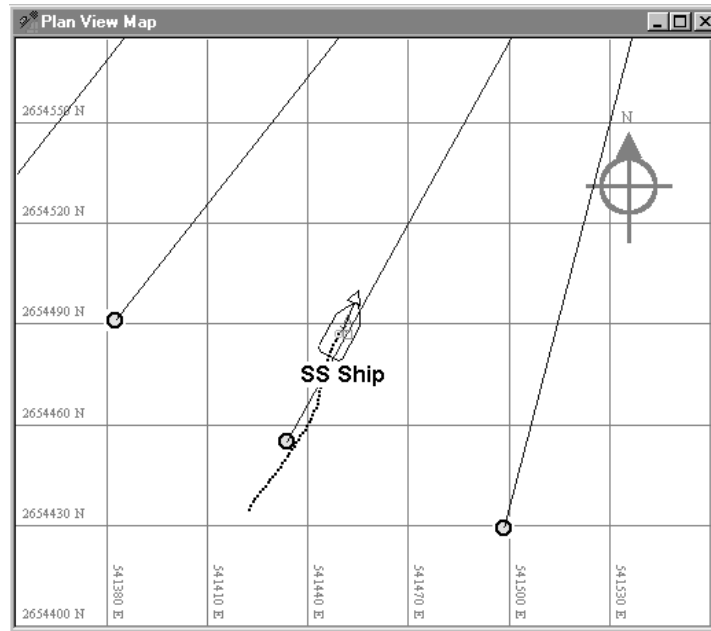 Plan View Map
2654550 N
N
2654520 N
2654490 N
SS Ship
2654460 N
2654430 N
541380 E
541410 E
541440 E
541470 E
541500 E
541530 E
2654400 N